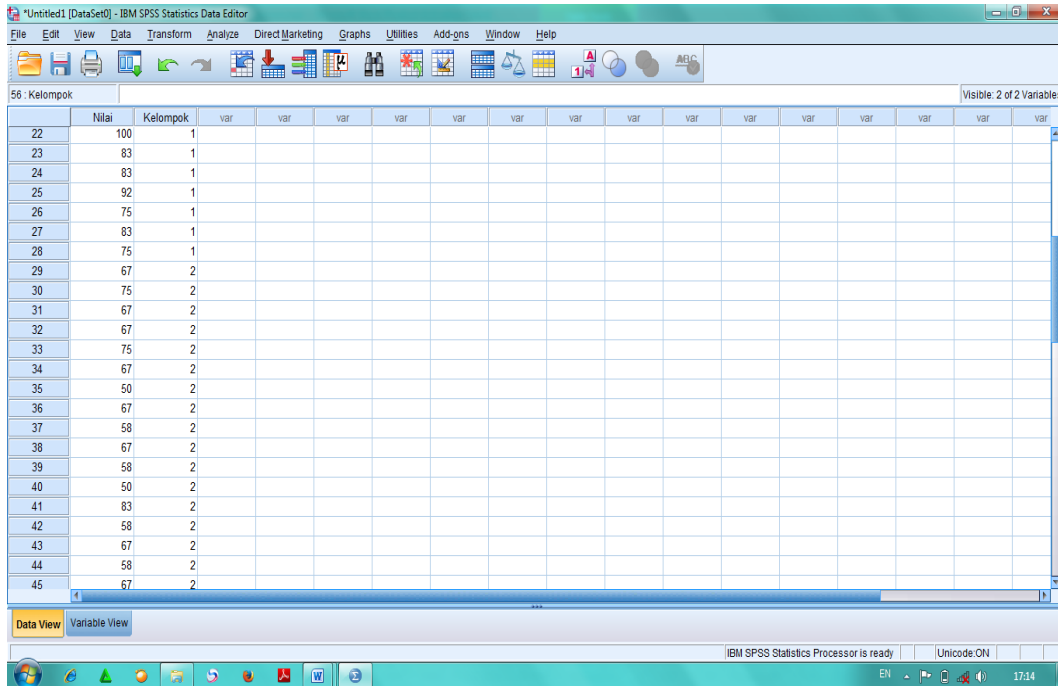 *Untitled1 [DataSet0] - IBM SPSS Statistics Data Editor
File Edit View Data Transform Analyze Direct Marketing Graphs Utilities Add-ons Window Help
56 : Kelompok Visible: 2 of 2 Variables
Nilai Kelompok var var var var var var var var var var var var var var var
22 100 1
23 83 1
24 83 1
25 92 1
26 75 1
27 83 1
28 75 1
29 67 2
30 75 2
31 67 2
32 67 2
33 75 2
34 67 2
35 50 2
36 67 2
37 58 2
38 67 2
39 58 2
40 50 2
41 83 2
42 58 2
43 67 2
44 58 2
45 67 2
Data View Variable View
IBM SPSS Statistics Processor is ready Unicode:ON
EN 17:14